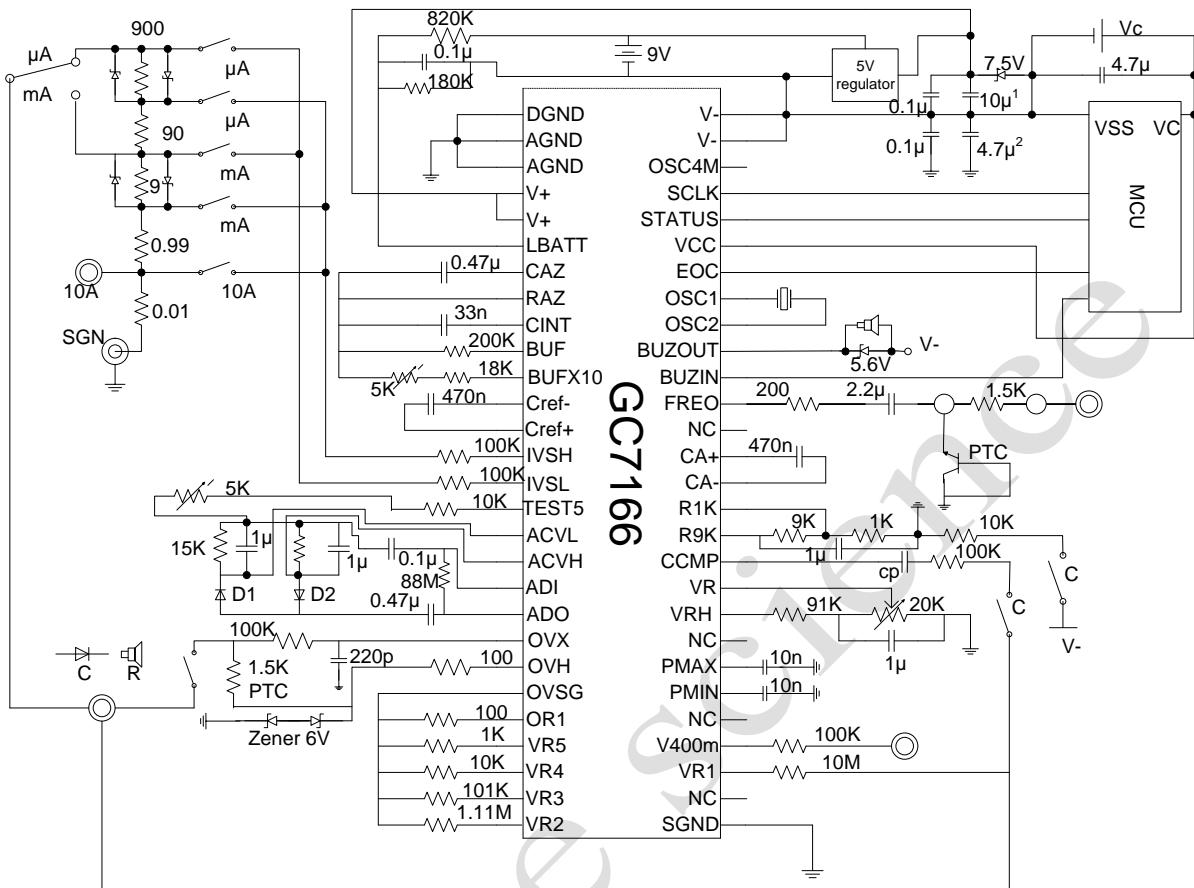 900
820K
0.1µ
180K
9V
5V
regulator
7.5V
Vc
4.7µ
0.1µ
10µ¹
0.1µ
4.7µ²
µA
mA
µA
µA
90
mA
9
mA
0.99
10A
10A
0.01
SGN
VSS
VC
MCU
DGND
AGND
AGND
V+
V+
LBATT
CAZ
RAZ
CINT
BUF
BUFX10
Cref-
Cref+
IVSH
IVSL
TEST5
ACVL
ACVH
ADI
ADO
OVX
OVH
OVSG
OR1
VR5
VR4
VR3
VR2
GC7166
V-
V-
OSC4M
SCLK
STATUS
VCC
EOC
OSC1
OSC2
BUZOUT
BUZIN
FREO
NC
CA+
CA-
R1K
R9K
CCMP
VR
VRH
NC
PMAX
PMIN
NC
V400m
VR1
NC
SGND
0.47µ
33n
200K
18K
5K
470n
100K
100K
10K
5K
15K
1µ
1µ
0.1µ
88M
0.47µ
D1
D2
100K
220p
100
1.5K
PTC
C
R
Zener 6V
100
1K
10K
101K
1.11M
5.6V
V-
200
2.2µ
1.5K
PTC
470n
9K
1K
10K
1µ
cp
100K
C
C
V-
91K
20K
1µ
10n
10n
100K
10M
e science